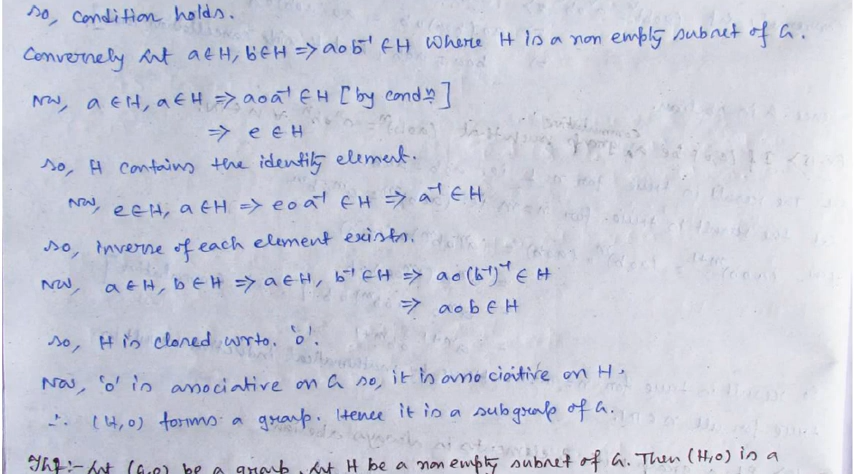 so, condition holds.
Conversely let a∈H, b∈H ⇒ a∘b⁻¹ ∈H Where H is a non empty subset of G.
Now, a∈H, a∈H ⇒ a∘a⁻¹ ∈H [by condⁿ]
⇒ e ∈ H
so, H contains the identity element.
Now, e∈H, a∈H ⇒ e∘a⁻¹ ∈H ⇒ a⁻¹ ∈H
so, inverse of each element exists.
Now, a∈H, b∈H ⇒ a∈H, b⁻¹∈H ⇒ a∘(b⁻¹)⁻¹ ∈ H
⇒ a∘b∈H
so, H is closed w.r.to. '∘'.
Now, '∘' is associative on G so, it is associative on H.
∴ (H,∘) forms a group. Hence it is a subgroup of G.
Th:- Let (G,∘) be a group. Let H be a non empty subset of G. Then (H,∘) is a